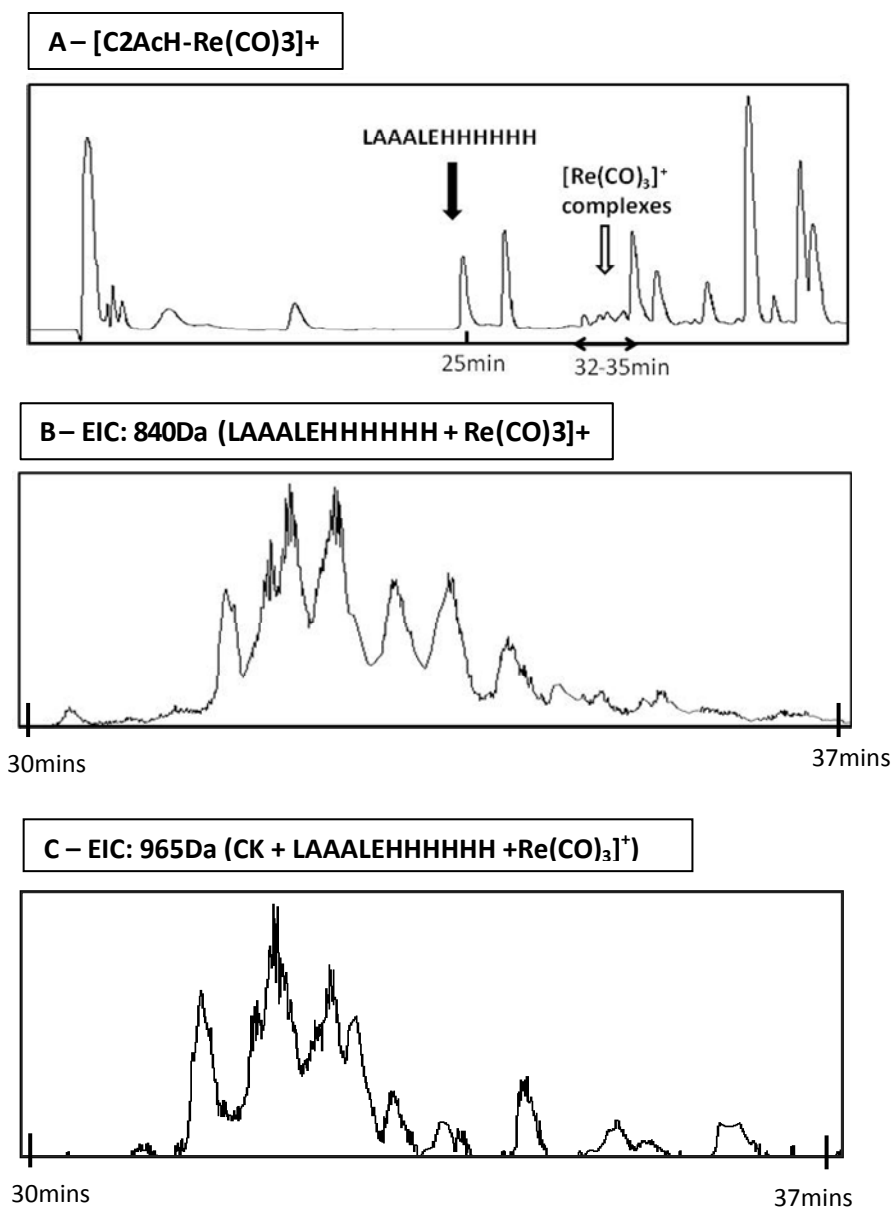 A – [C2AcH-Re(CO)3]+
LAAALEHHHHHH
[Re(CO)₃]⁺
complexes
25min
32-35min
B – EIC: 840Da (LAAALEHHHHHH + Re(CO)3]+
30mins
37mins
C – EIC: 965Da (CK + LAAALEHHHHHH +Re(CO)₃]⁺)
30mins
37mins